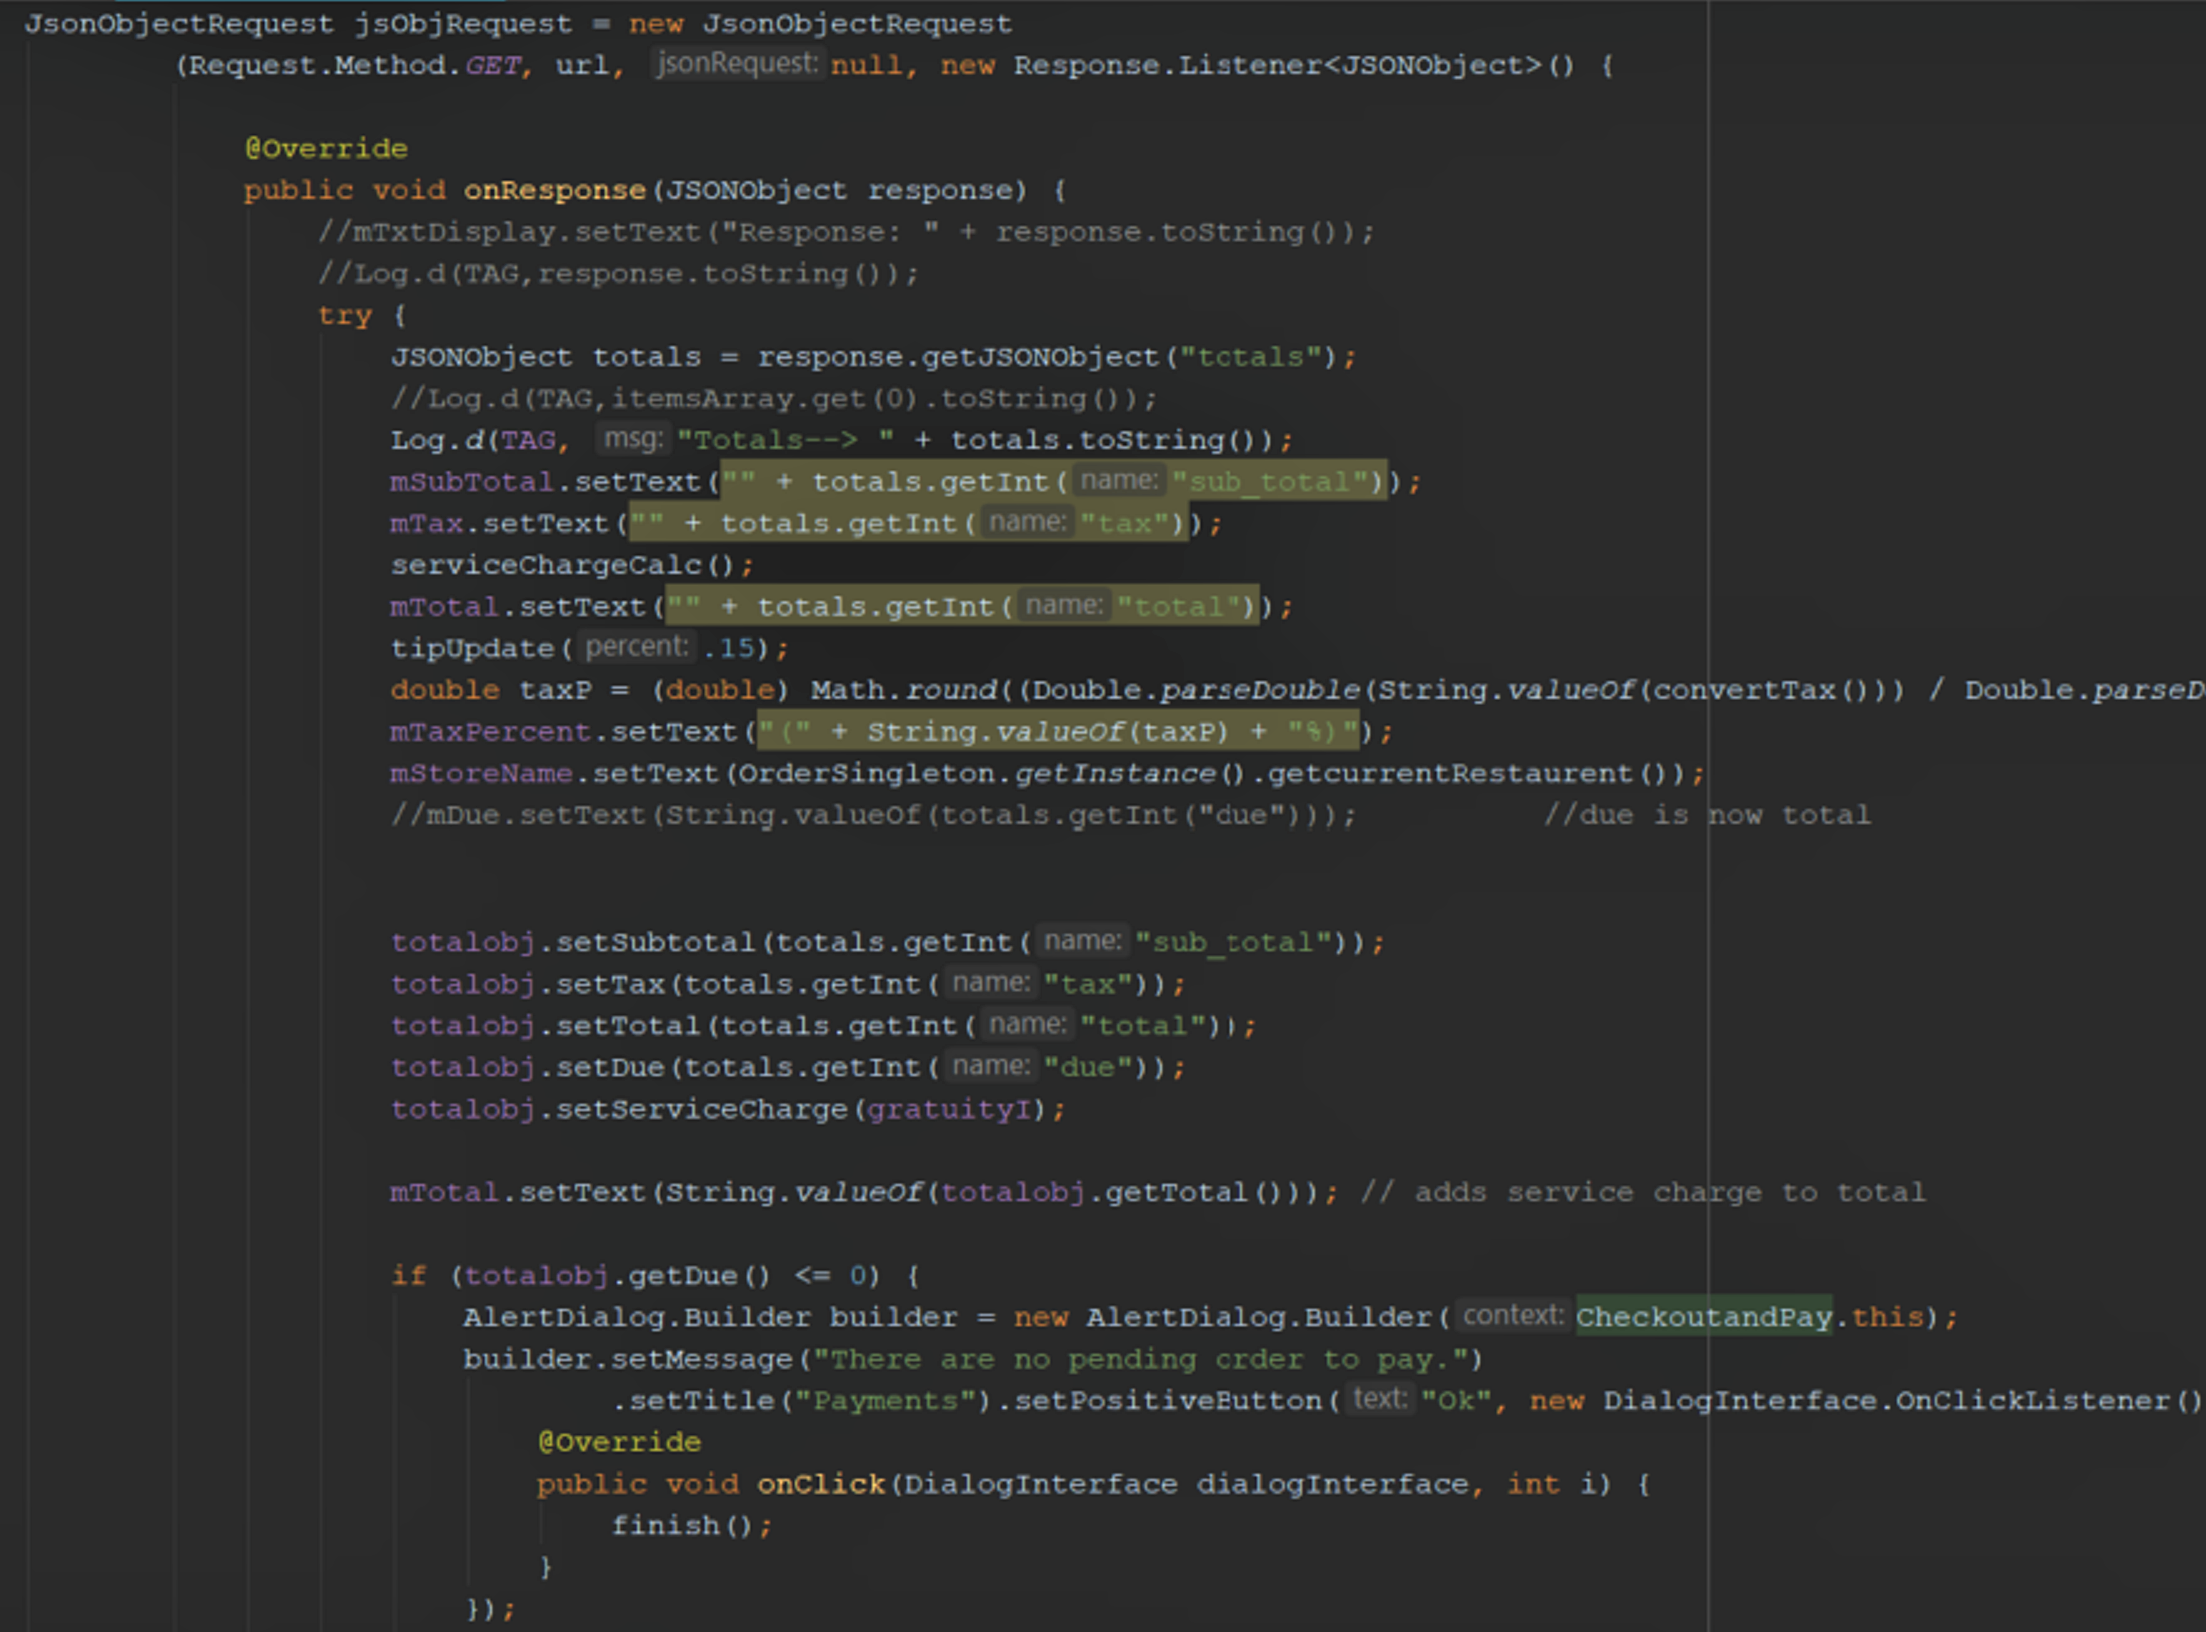 JsonObjectRequest jsObjRequest = new JsonObjectRequest
(Request.Method.GET, url, jsonRequest: null, new Response.Listener<JSONObject>() {
@Override
public void onResponse(JSONObject response) {
//mTxtDisplay.setText("Response: " + response.toString());
//Log.d(TAG,response.toString());
try {
JSONObject totals = response.getJSONObject("totals");
//Log.d(TAG,itemsArray.get(0).toString());
Log.d(TAG, msg: "Totals--> " + totals.toString());
mSubTotal.setText("" + totals.getInt( name: "sub_total"));
mTax.setText("" + totals.getInt( name: "tax"));
serviceChargeCalc();
mTotal.setText("" + totals.getInt( name: "total"));
tipUpdate( percent: .15);
double taxP = (double) Math.round((Double.parseDouble(String.valueOf(convertTax())) / Double.parseD
mTaxPercent.setText("(" + String.valueOf(taxP) + "%)");
mStoreName.setText(OrderSingleton.getInstance().getcurrentRestaurent());
//mDue.setText(String.valueOf(totals.getInt("due"))); //due is now total
totalobj.setSubtotal(totals.getInt( name: "sub_total"));
totalobj.setTax(totals.getInt( name: "tax"));
totalobj.setTotal(totals.getInt( name: "total"));
totalobj.setDue(totals.getInt( name: "due"));
totalobj.setServiceCharge(gratuityI);
mTotal.setText(String.valueOf(totalobj.getTotal())); // adds service charge to total
if (totalobj.getDue() <= 0) {
AlertDialog.Builder builder = new AlertDialog.Builder( context: CheckoutandPay.this);
builder.setMessage("There are no pending order to pay.")
.setTitle("Payments").setPositiveButton( text: "Ok", new DialogInterface.OnClickListener()
@Override
public void onClick(DialogInterface dialogInterface, int i) {
finish();
}
});